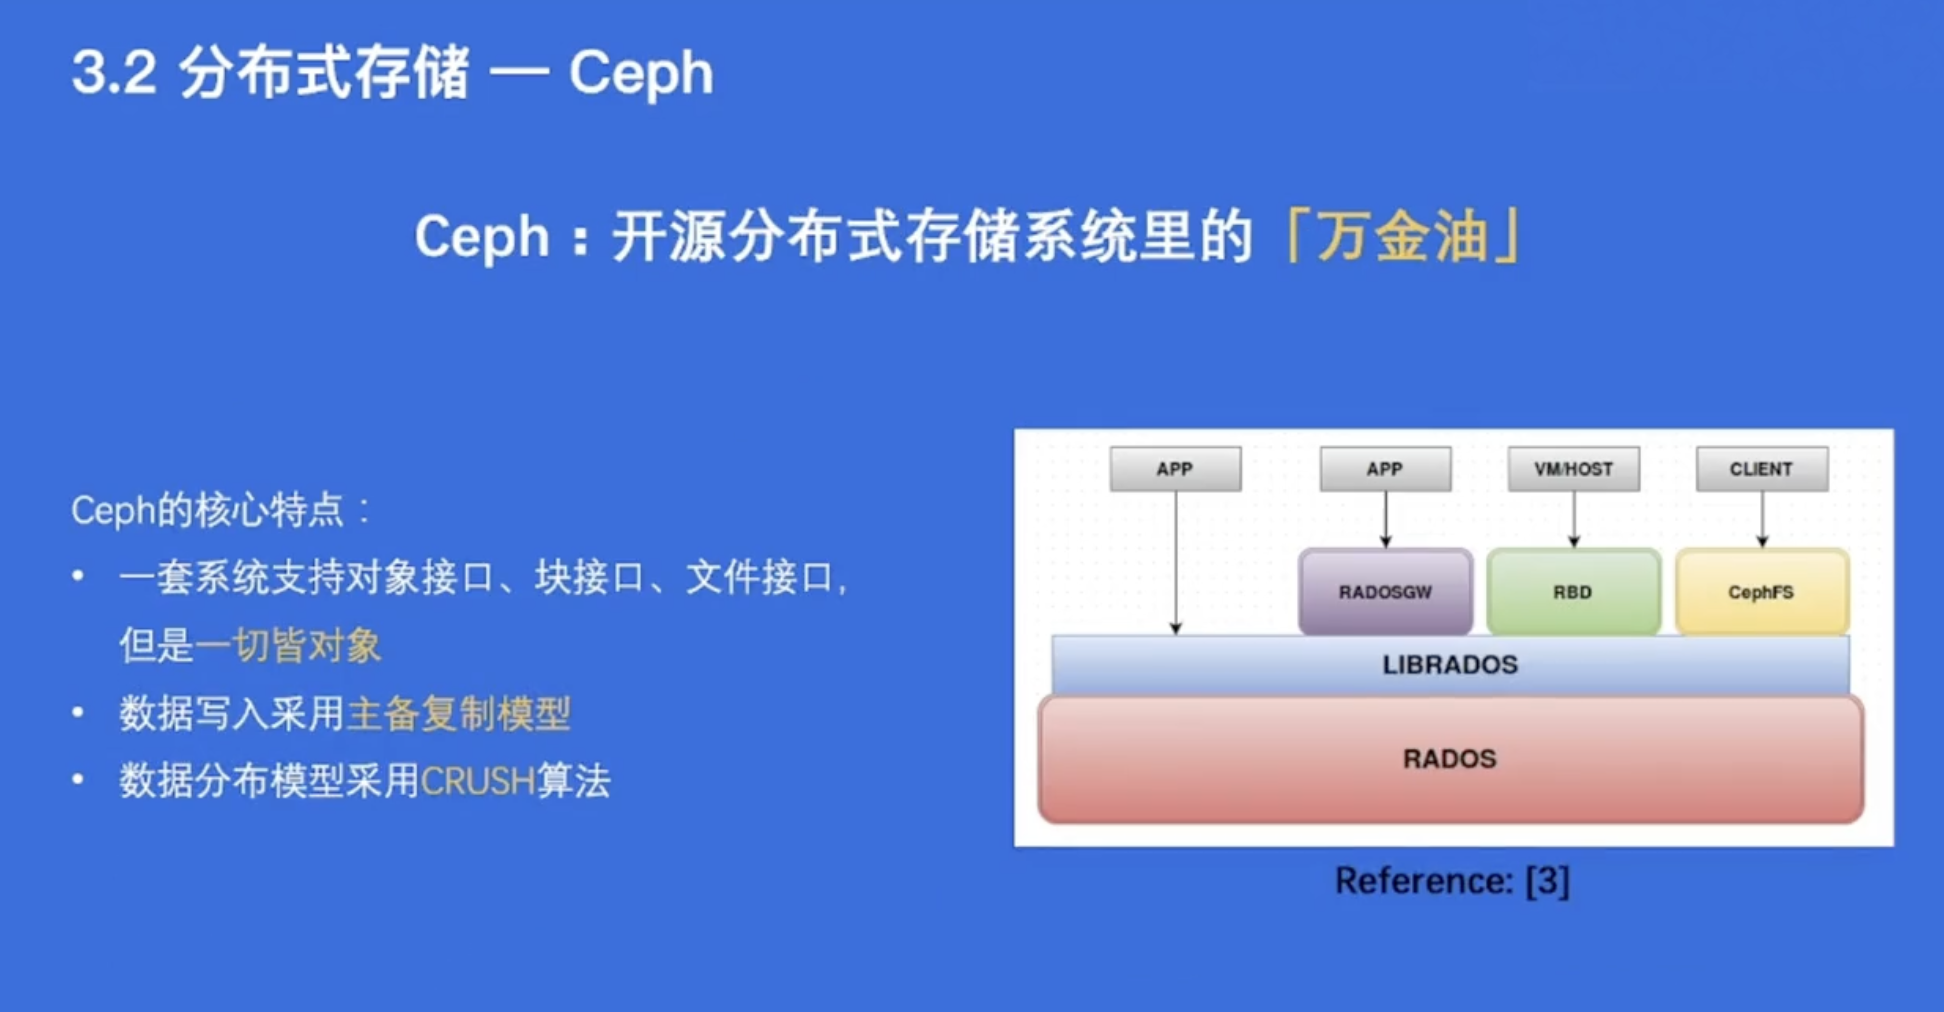 3.2 分布式存储 — Ceph
Ceph：开源分布式存储系统里的「万金油」
Ceph的核心特点：
• 一套系统支持对象接口、块接口、文件接口，
但是一切皆对象
• 数据写入采用主备复制模型
• 数据分布模型采用CRUSH算法
APP APP VM/HOST CLIENT
RADOSGW RBD CephFS
LIBRADOS
RADOS
Reference: [3]